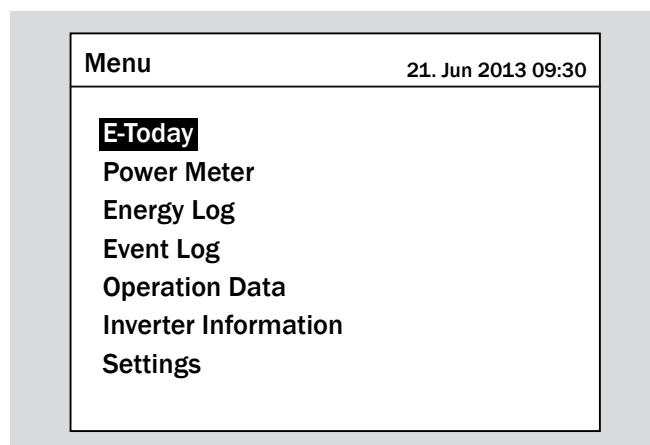 Menu 21. Jun 2013 09:30
E-Today
Power Meter
Energy Log
Event Log
Operation Data
Inverter Information
Settings